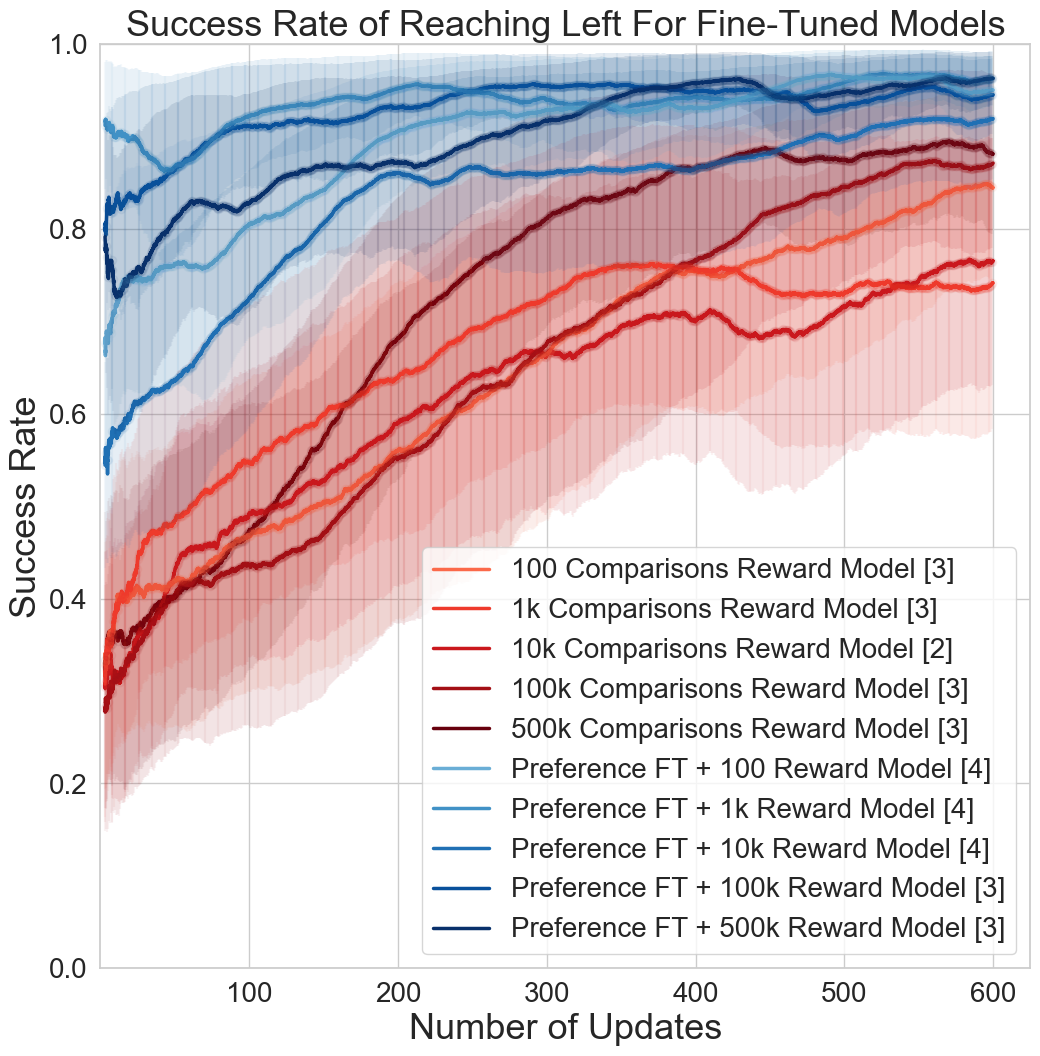 Success Rate of Reaching Left For Fine-Tuned Models
1.0
0.8
0.6
0.4
0.2
0.0
Success Rate
100 Comparisons Reward Model [3]
1k Comparisons Reward Model [3]
10k Comparisons Reward Model [2]
100k Comparisons Reward Model [3]
500k Comparisons Reward Model [3]
Preference FT + 100 Reward Model [4]
Preference FT + 1k Reward Model [4]
Preference FT + 10k Reward Model [4]
Preference FT + 100k Reward Model [3]
Preference FT + 500k Reward Model [3]
100 200 300 400 500 600
Number of Updates